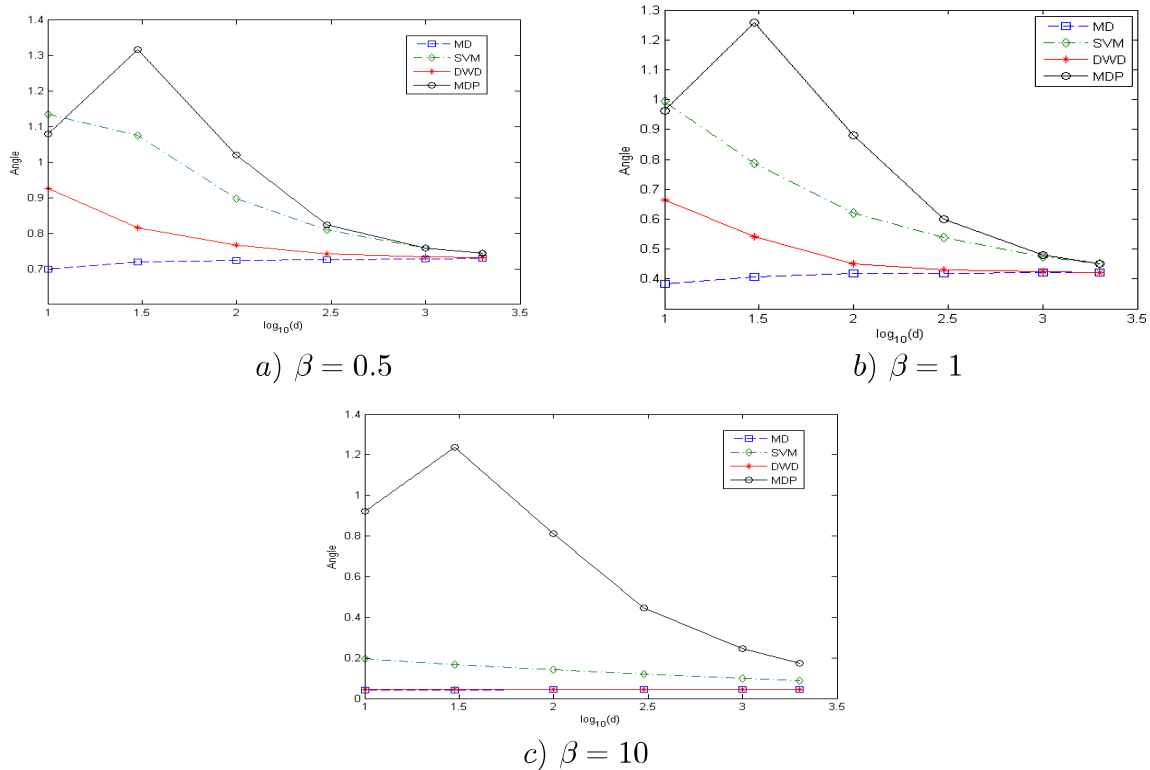 1.4
1.3
1.2
1.1
1
0.9
0.8
0.7
Angle
1
1.5
2
2.5
3
3.5
log10(d)
MD
SVM
DWD
MDP
a) β = 0.5
1.3
1.2
1.1
1
0.9
0.8
0.7
0.6
0.5
0.4
Angle
1
1.5
2
2.5
3
3.5
log10(d)
MD
SVM
DWD
MDP
b) β = 1
1.4
1.2
1
0.8
0.6
0.4
0.2
0
Angle
1
1.5
2
2.5
3
3.5
log10(d)
MD
SVM
DWD
MDP
c) β = 10